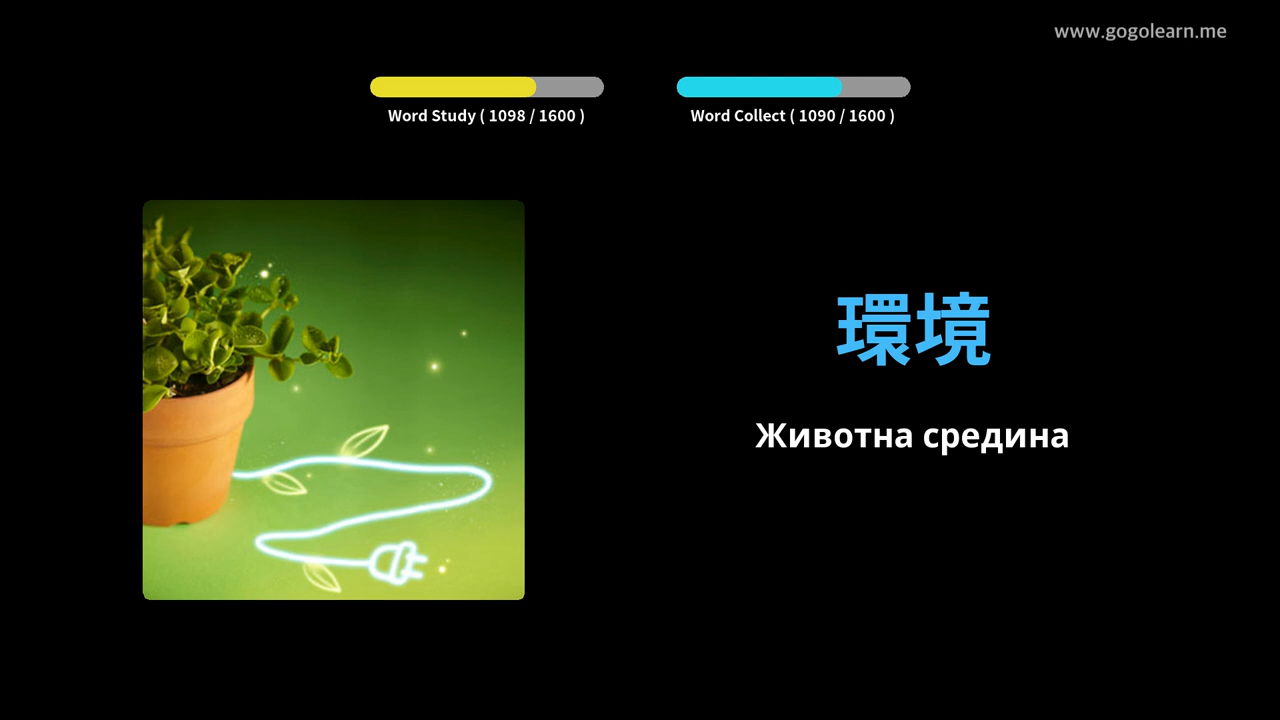 www.gogolearn.me
Word Study ( 1098 / 1600 )
Word Collect ( 1090 / 1600 )
環境
Животна средина